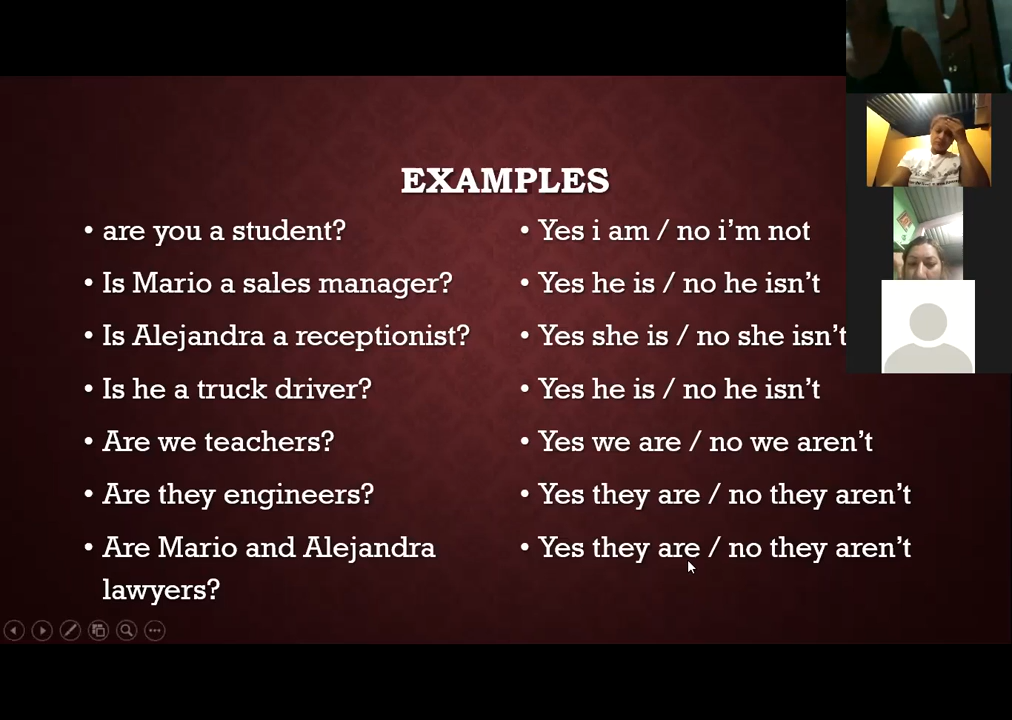 EXAMPLES
• are you a student?
• Is Mario a sales manager?
• Is Alejandra a receptionist?
• Is he a truck driver?
• Are we teachers?
• Are they engineers?
• Are Mario and Alejandra
lawyers?
• Yes i am / no i’m not
• Yes he is / no he isn’t
• Yes she is / no she isn’t
• Yes he is / no he isn’t
• Yes we are / no we aren’t
• Yes they are / no they aren’t
• Yes they are / no they aren’t